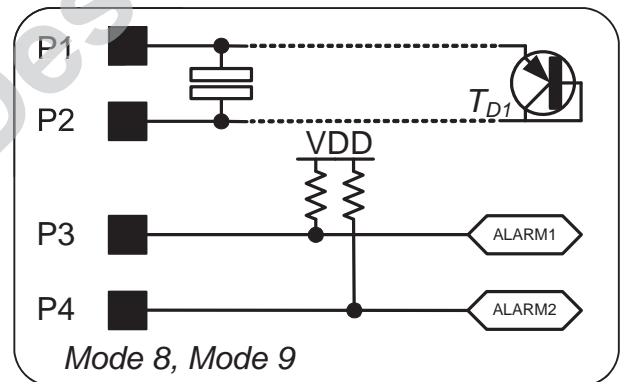 P1
P2
T_D1
VDD
P3
ALARM1
P4
ALARM2
Mode 8, Mode 9